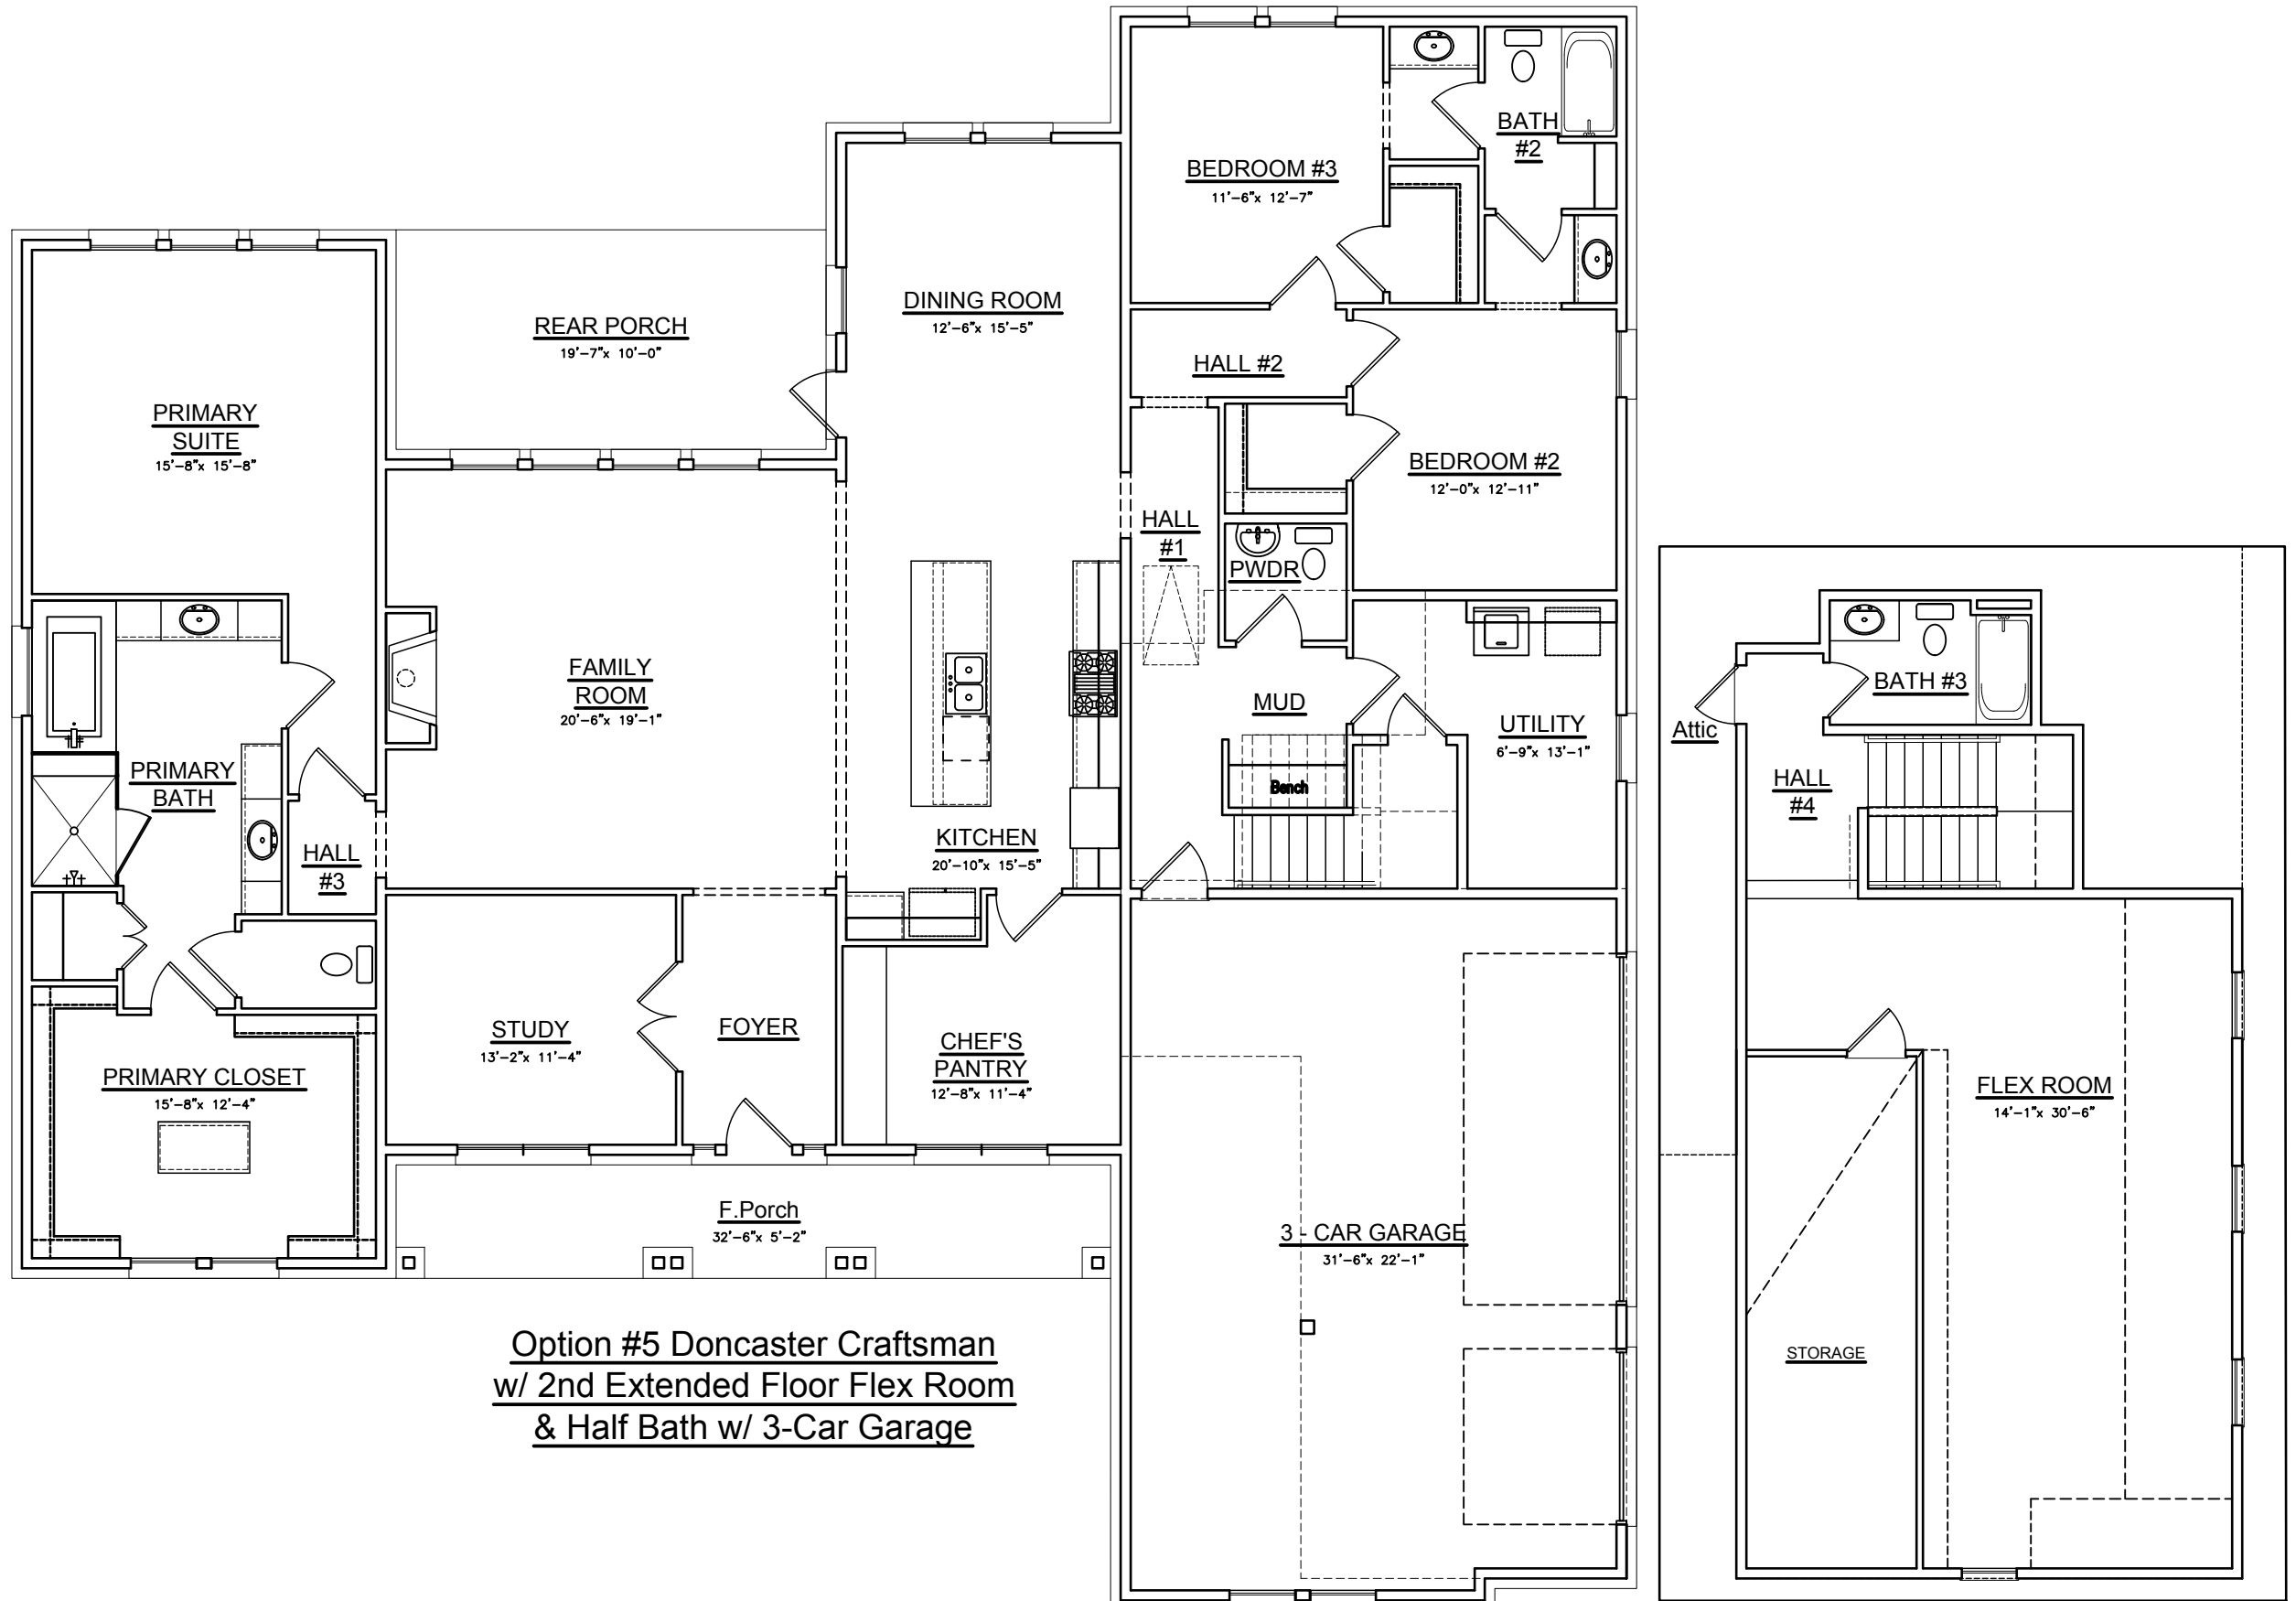 BEDROOM #3
11'-6"x 12'-7"
BATH
#2
REAR PORCH
19'-7"x 10'-0"
DINING ROOM
12'-6"x 15'-5"
HALL #2
PRIMARY
SUITE
15'-8"x 15'-8"
BEDROOM #2
12'-0"x 12'-11"
HALL
#1
PWDR
FAMILY
ROOM
20'-6"x 19'-1"
MUD
UTILITY
6'-9"x 13'-1"
Bench
PRIMARY
BATH
HALL
#3
KITCHEN
20'-10"x 15'-5"
STUDY
13'-2"x 11'-4"
FOYER
CHEF'S
PANTRY
12'-8"x 11'-4"
PRIMARY CLOSET
15'-8"x 12'-4"
F.Porch
32'-6"x 5'-2"
3 - CAR GARAGE
31'-6"x 22'-1"
BATH #3
Attic
HALL
#4
FLEX ROOM
14'-1"x 30'-6"
STORAGE
Option #5 Doncaster Craftsman
w/ 2nd Extended Floor Flex Room
& Half Bath w/ 3-Car Garage